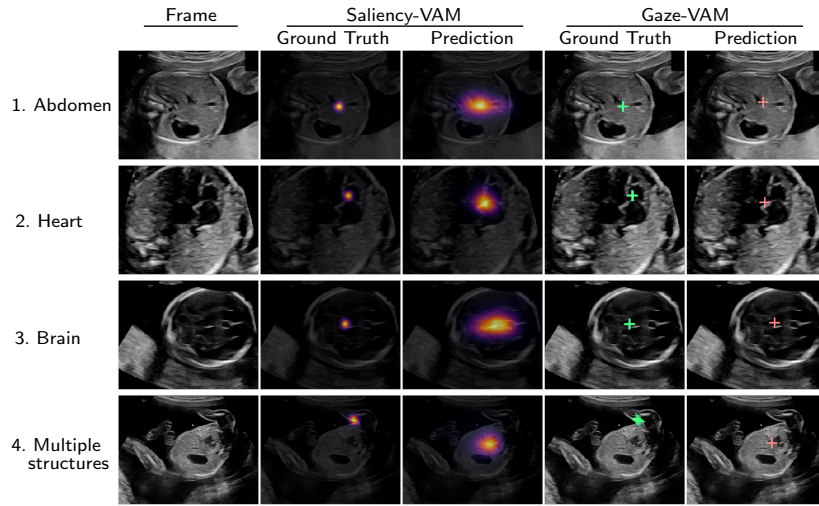 Frame Saliency-VAM Gaze-VAM
Ground Truth Prediction Ground Truth Prediction
1. Abdomen
2. Heart
3. Brain
4. Multiple
structures